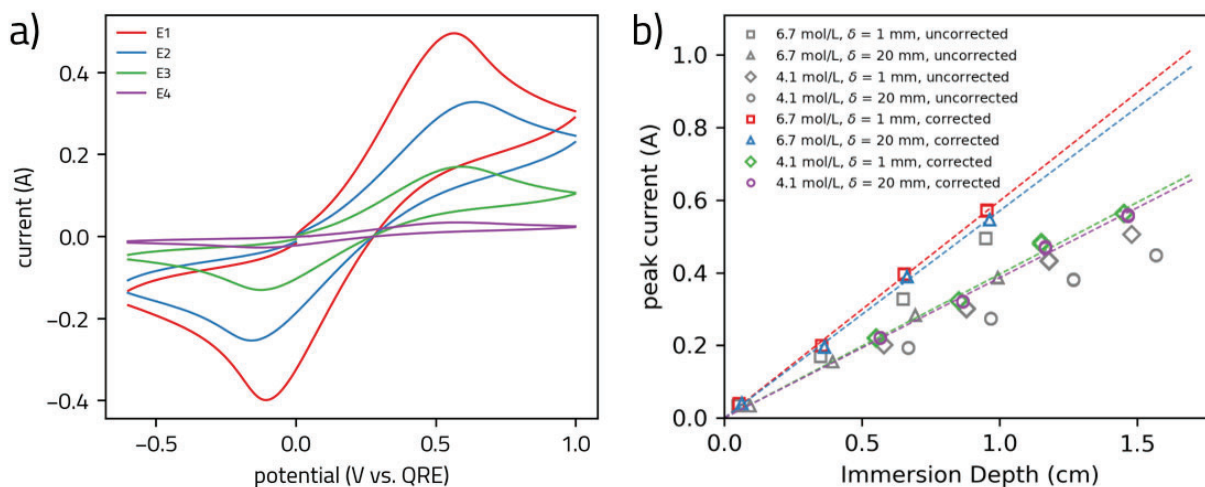 a)
E1
E2
E3
E4
0.4
0.2
0.0
−0.2
−0.4
current (A)
−0.5
0.0
0.5
1.0
potential (V vs. QRE)
b)
6.7 mol/L, δ = 1 mm, uncorrected
6.7 mol/L, δ = 20 mm, uncorrected
4.1 mol/L, δ = 1 mm, uncorrected
4.1 mol/L, δ = 20 mm, uncorrected
6.7 mol/L, δ = 1 mm, corrected
6.7 mol/L, δ = 20 mm, corrected
4.1 mol/L, δ = 1 mm, corrected
4.1 mol/L, δ = 20 mm, corrected
1.0
0.8
0.6
0.4
0.2
0.0
peak current (A)
0.0
0.5
1.0
1.5
Immersion Depth (cm)